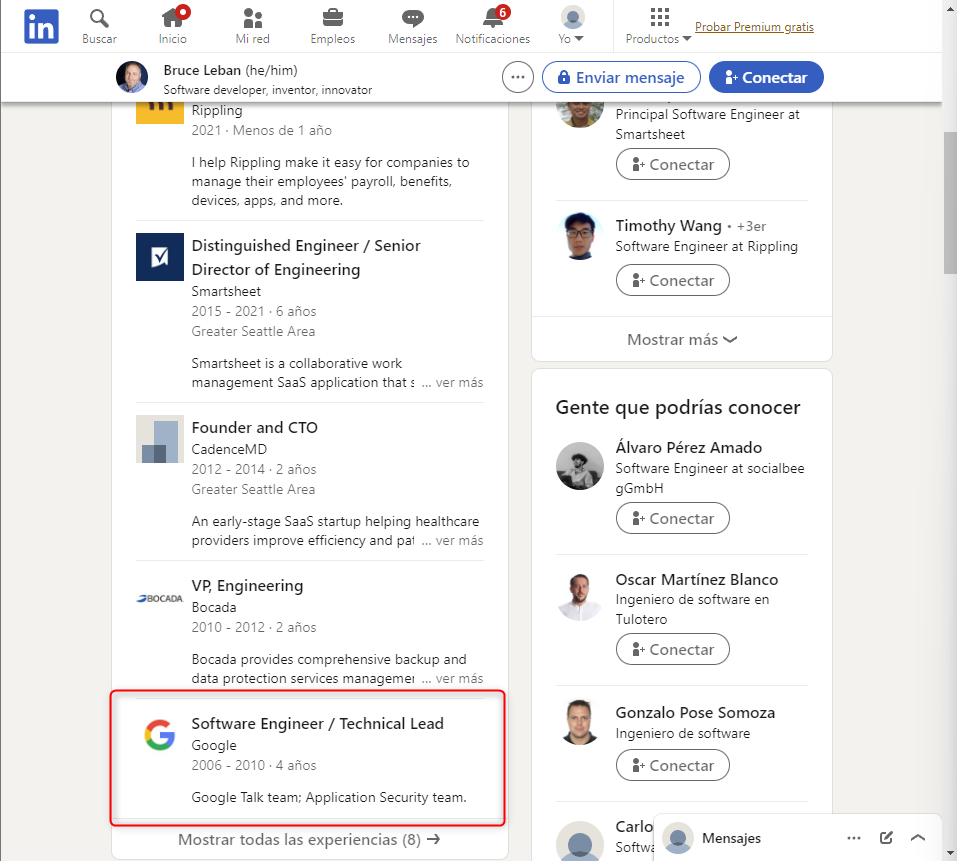 in
Buscar
Inicio
Mi red
Empleos
Mensajes
6
Notificaciones
Yo
Productos
Probar Premium gratis
Bruce Leban (he/him)
Software developer, inventor, innovator
...
Enviar mensaje
Conectar
Rippling
2021 · Menos de 1 año
I help Rippling make it easy for companies to
manage their employees' payroll, benefits,
devices, apps, and more.
Distinguished Engineer / Senior
Director of Engineering
Smartsheet
2015 - 2021 · 6 años
Greater Seattle Area
Smartsheet is a collaborative work
management SaaS application that s ... ver más
Founder and CTO
CadenceMD
2012 - 2014 · 2 años
Greater Seattle Area
An early-stage SaaS startup helping healthcare
providers improve efficiency and pat ... ver más
BOCADA
VP, Engineering
Bocada
2010 - 2012 · 2 años
Bocada provides comprehensive backup and
data protection services managemer ... ver más
Software Engineer / Technical Lead
Google
2006 - 2010 · 4 años
Google Talk team; Application Security team.
Mostrar todas las experiencias (8) →
Principal Software Engineer at
Smartsheet
Conectar
Timothy Wang · +3er
Software Engineer at Rippling
Conectar
Mostrar más
Gente que podrías conocer
Álvaro Pérez Amado
Software Engineer at socialbee
gGmbH
Conectar
Oscar Martínez Blanco
Ingeniero de software en
Tulotero
Conectar
Gonzalo Pose Somoza
Ingeniero de software
Conectar
Carlo
Softwa
Mensajes
...